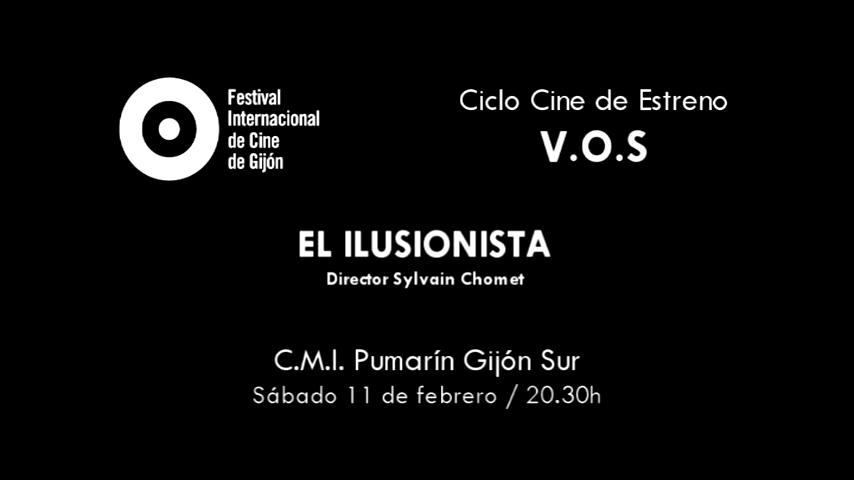 Festival
Internacional
de Cine
de Gijón
Ciclo Cine de Estreno
V.O.S
EL ILUSIONISTA
Director Sylvain Chomet
C.M.I. Pumarín Gijón Sur
Sábado 11 de febrero / 20.30h